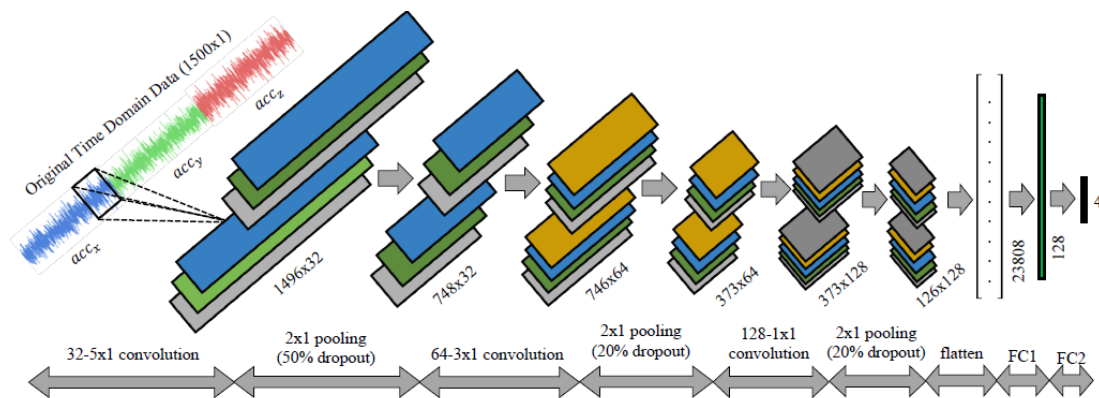 Original Time Domain Data (1500x1)
acc_x
acc_y
acc_z
1496x32
748x32
746x64
373x64
373x128
126x128
23808
128
4
32-5x1 convolution
2x1 pooling
(50% dropout)
64-3x1 convolution
2x1 pooling
(20% dropout)
128-1x1
convolution
2x1 pooling
(20% dropout)
flatten
FC1
FC2